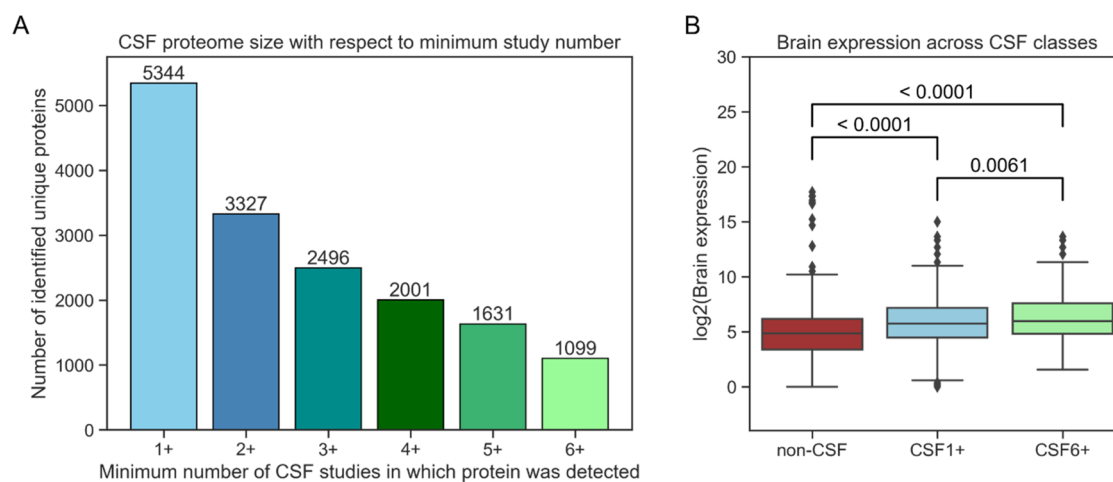 A
CSF proteome size with respect to minimum study number
Number of identified unique proteins
5000
4000
3000
2000
1000
0
5344
3327
2496
2001
1631
1099
1+
2+
3+
4+
5+
6+
Minimum number of CSF studies in which protein was detected
B
Brain expression across CSF classes
log2(Brain expression)
30
25
20
15
10
5
0
< 0.0001
< 0.0001
0.0061
non-CSF
CSF1+
CSF6+